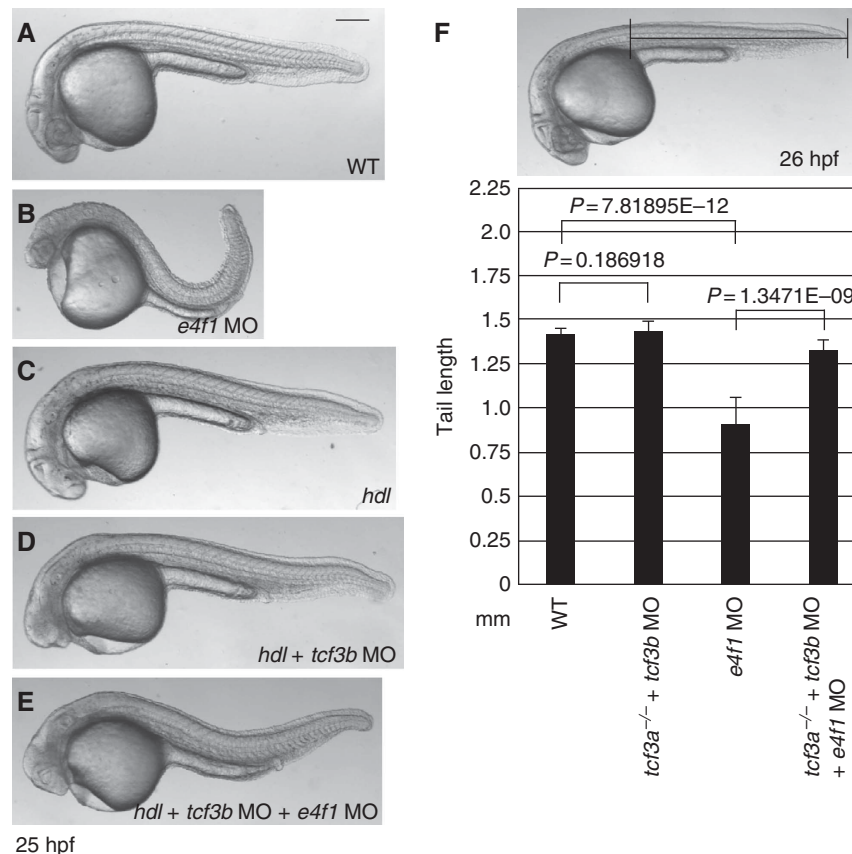 A
WT
B
e4f1 MO
C
hdl
D
hdl + tcf3b MO
E
hdl + tcf3b MO + e4f1 MO
25 hpf
F
26 hpf
2.25
2.0
1.75
1.5
1.25
1.0
0.75
0.5
0.25
0
Tail length
mm
P = 7.81895E–12
P = 0.186918
P = 1.3471E–09
WT
tcf3a–/– + tcf3b MO
e4f1 MO
tcf3a–/– + tcf3b MO
+ e4f1 MO